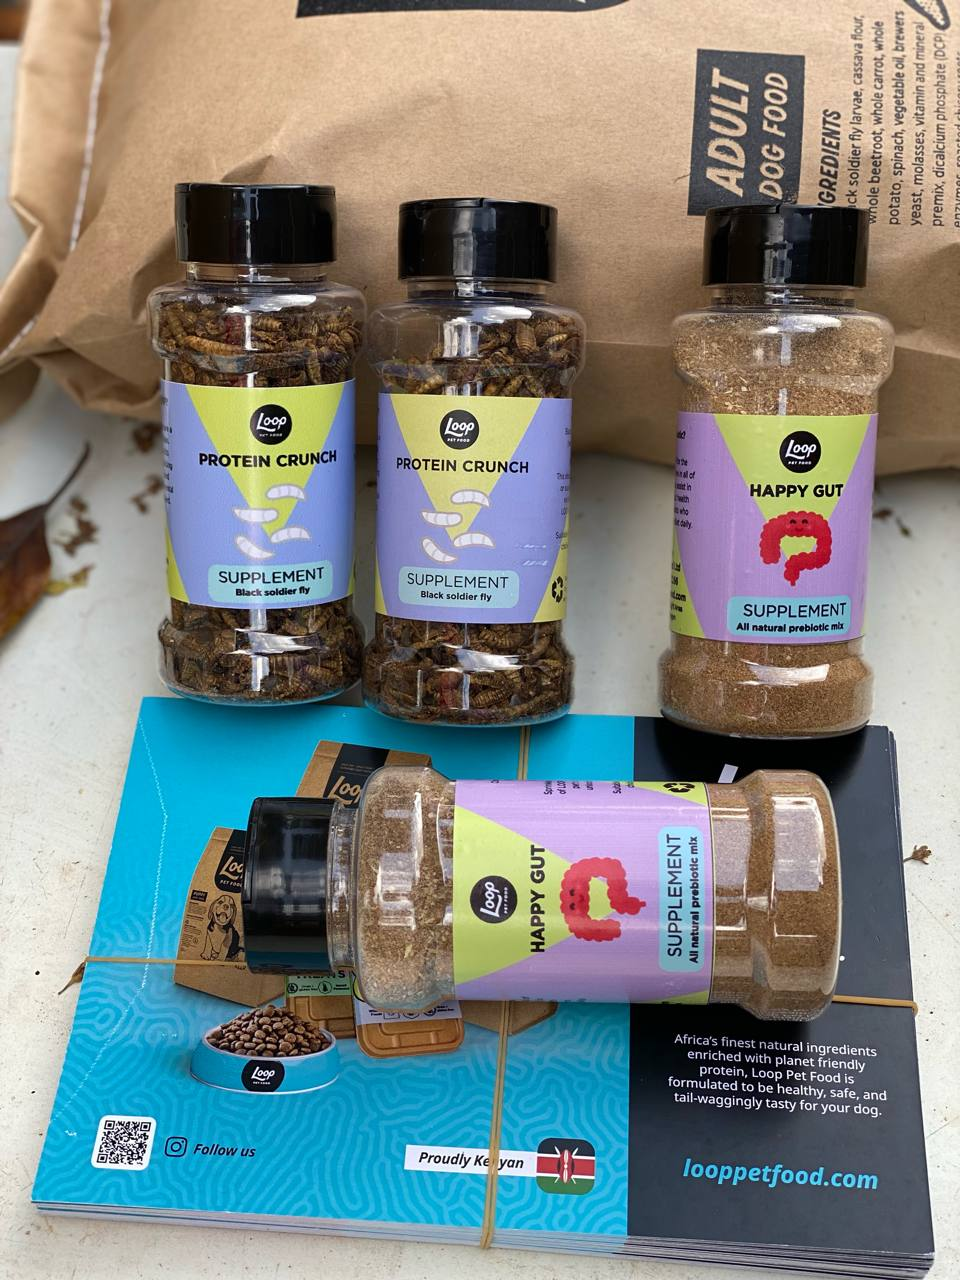 ADULT
DOG FOOD
soldier fly larvae, cassava flour,
whole beetroot, whole carrot, whole
potato, spinach, vegetable oil, brewers
yeast, molasses, vitamin and mineral
premix, dicalcium phosphate (DCP)
Loop
PET FOOD
PROTEIN CRUNCH
SUPPLEMENT
Black soldier fly
Loop
PET FOOD
PROTEIN CRUNCH
SUPPLEMENT
Black soldier fly
Loop
PET FOOD
HAPPY GUT
SUPPLEMENT
All natural prebiotic mix
Loop
PET FOOD
HAPPY GUT
SUPPLEMENT
All natural prebiotic mix
Loop
Loop
PET FOOD
Follow us
Proudly Kenyan
Africa's finest natural ingredients
enriched with planet friendly
protein, Loop Pet Food is
formulated to be healthy, safe, and
tail-waggingly tasty for your dog.
looppetfood.com